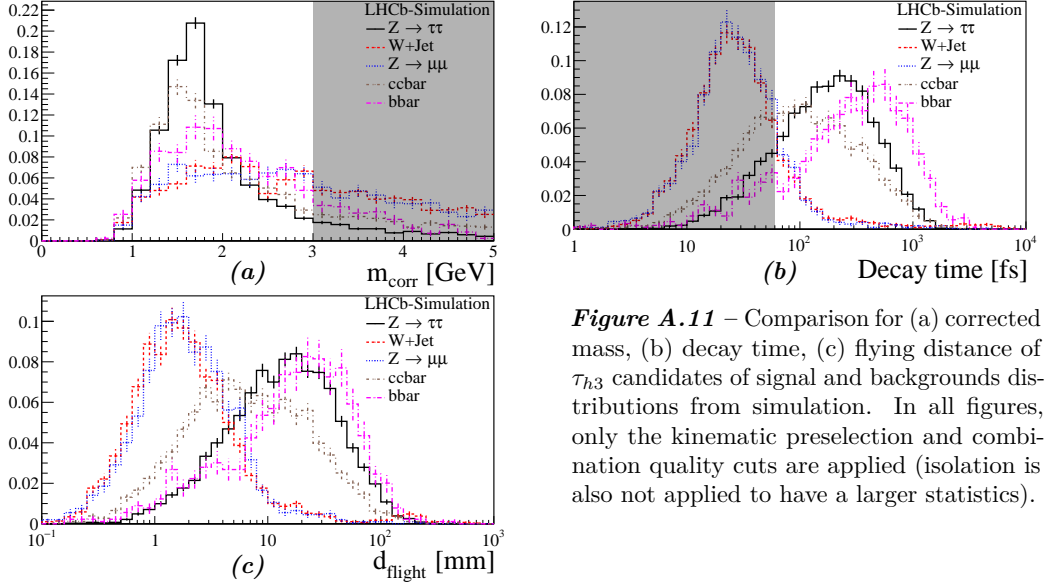 LHCb-Simulation
Z → ττ
W+Jet
Z → μμ
ccbar
bbar
0.22
0.2
0.18
0.16
0.14
0.12
0.1
0.08
0.06
0.04
0.02
0
0 1 2 3 4 5
(a) m_corr [GeV]
LHCb-Simulation
Z → ττ
W+Jet
Z → μμ
ccbar
bbar
0.12
0.1
0.08
0.06
0.04
0.02
0
1 10 10² 10³ 10⁴
(b) Decay time [fs]
LHCb-Simulation
Z → ττ
W+Jet
Z → μμ
ccbar
bbar
0.1
0.08
0.06
0.04
0.02
0
10⁻¹ 1 10 10² 10³
(c) d_flight [mm]
Figure A.11 – Comparison for (a) corrected
mass, (b) decay time, (c) flying distance of
τ_h3 candidates of signal and backgrounds dis-
tributions from simulation. In all figures,
only the kinematic preselection and combi-
nation quality cuts are applied (isolation is
also not applied to have a larger statistics).